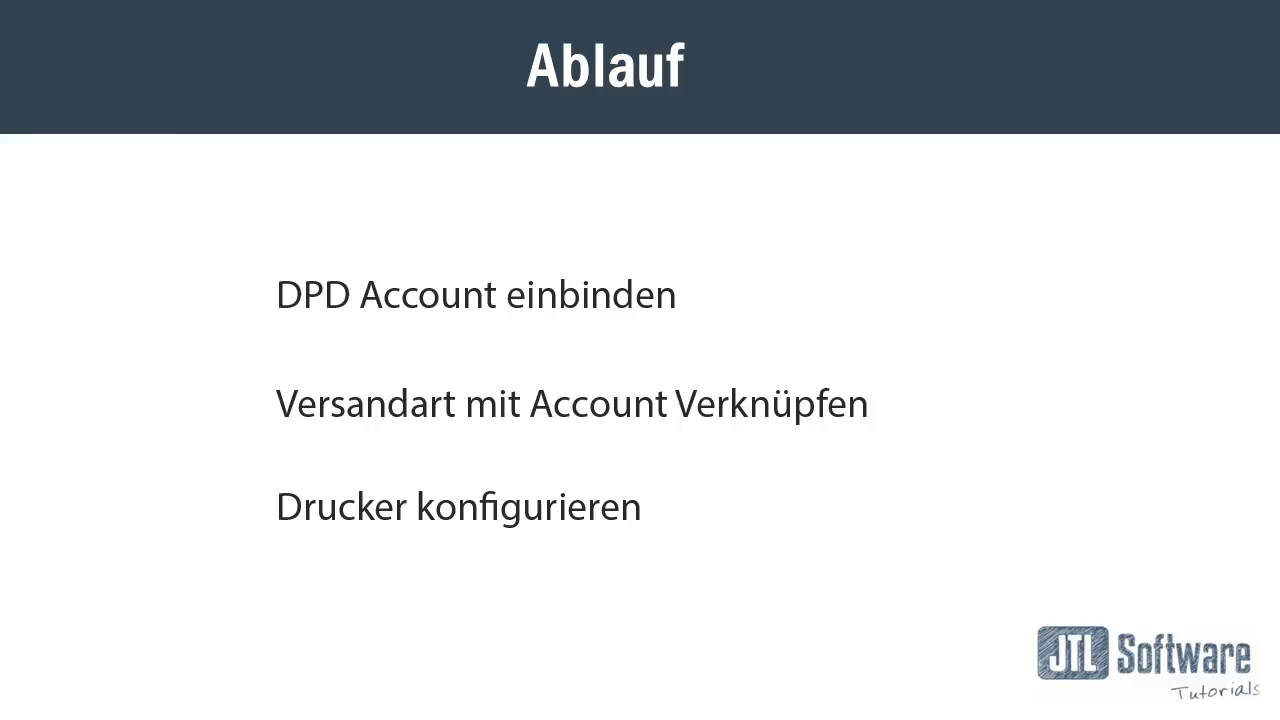 Ablauf
DPD Account einbinden
Versandart mit Account Verknüpfen
Drucker konfigurieren
JTL Software
Tutorials